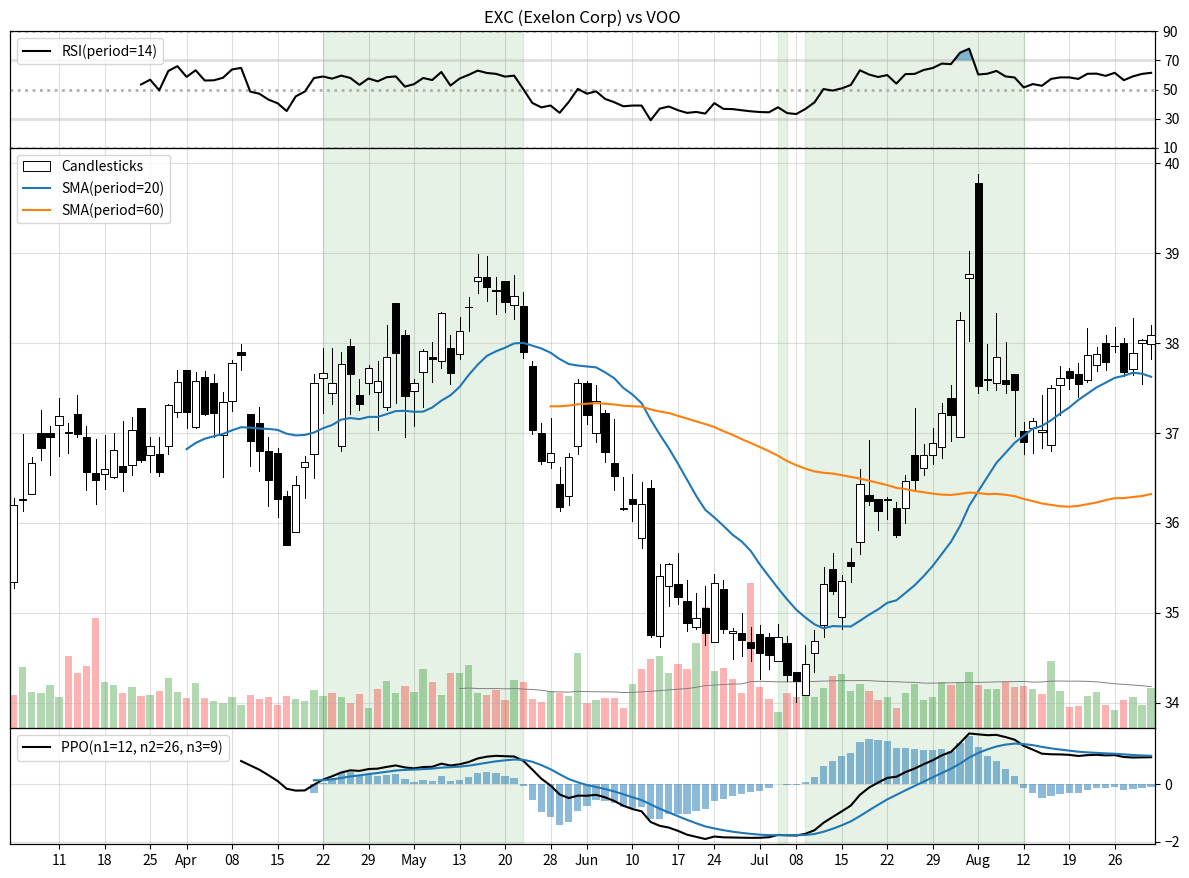 EXC (Exelon Corp) vs VOO
RSI(period=14)
90
70
50
30
10
Candlesticks
SMA(period=20)
SMA(period=60)
40
39
38
37
36
35
34
PPO(n1=12, n2=26, n3=9)
0
−2
11 18 25 Apr 08 15 22 29 May 13 20 28 Jun 10 17 24 Jul 08 15 22 29 Aug 12 19 26